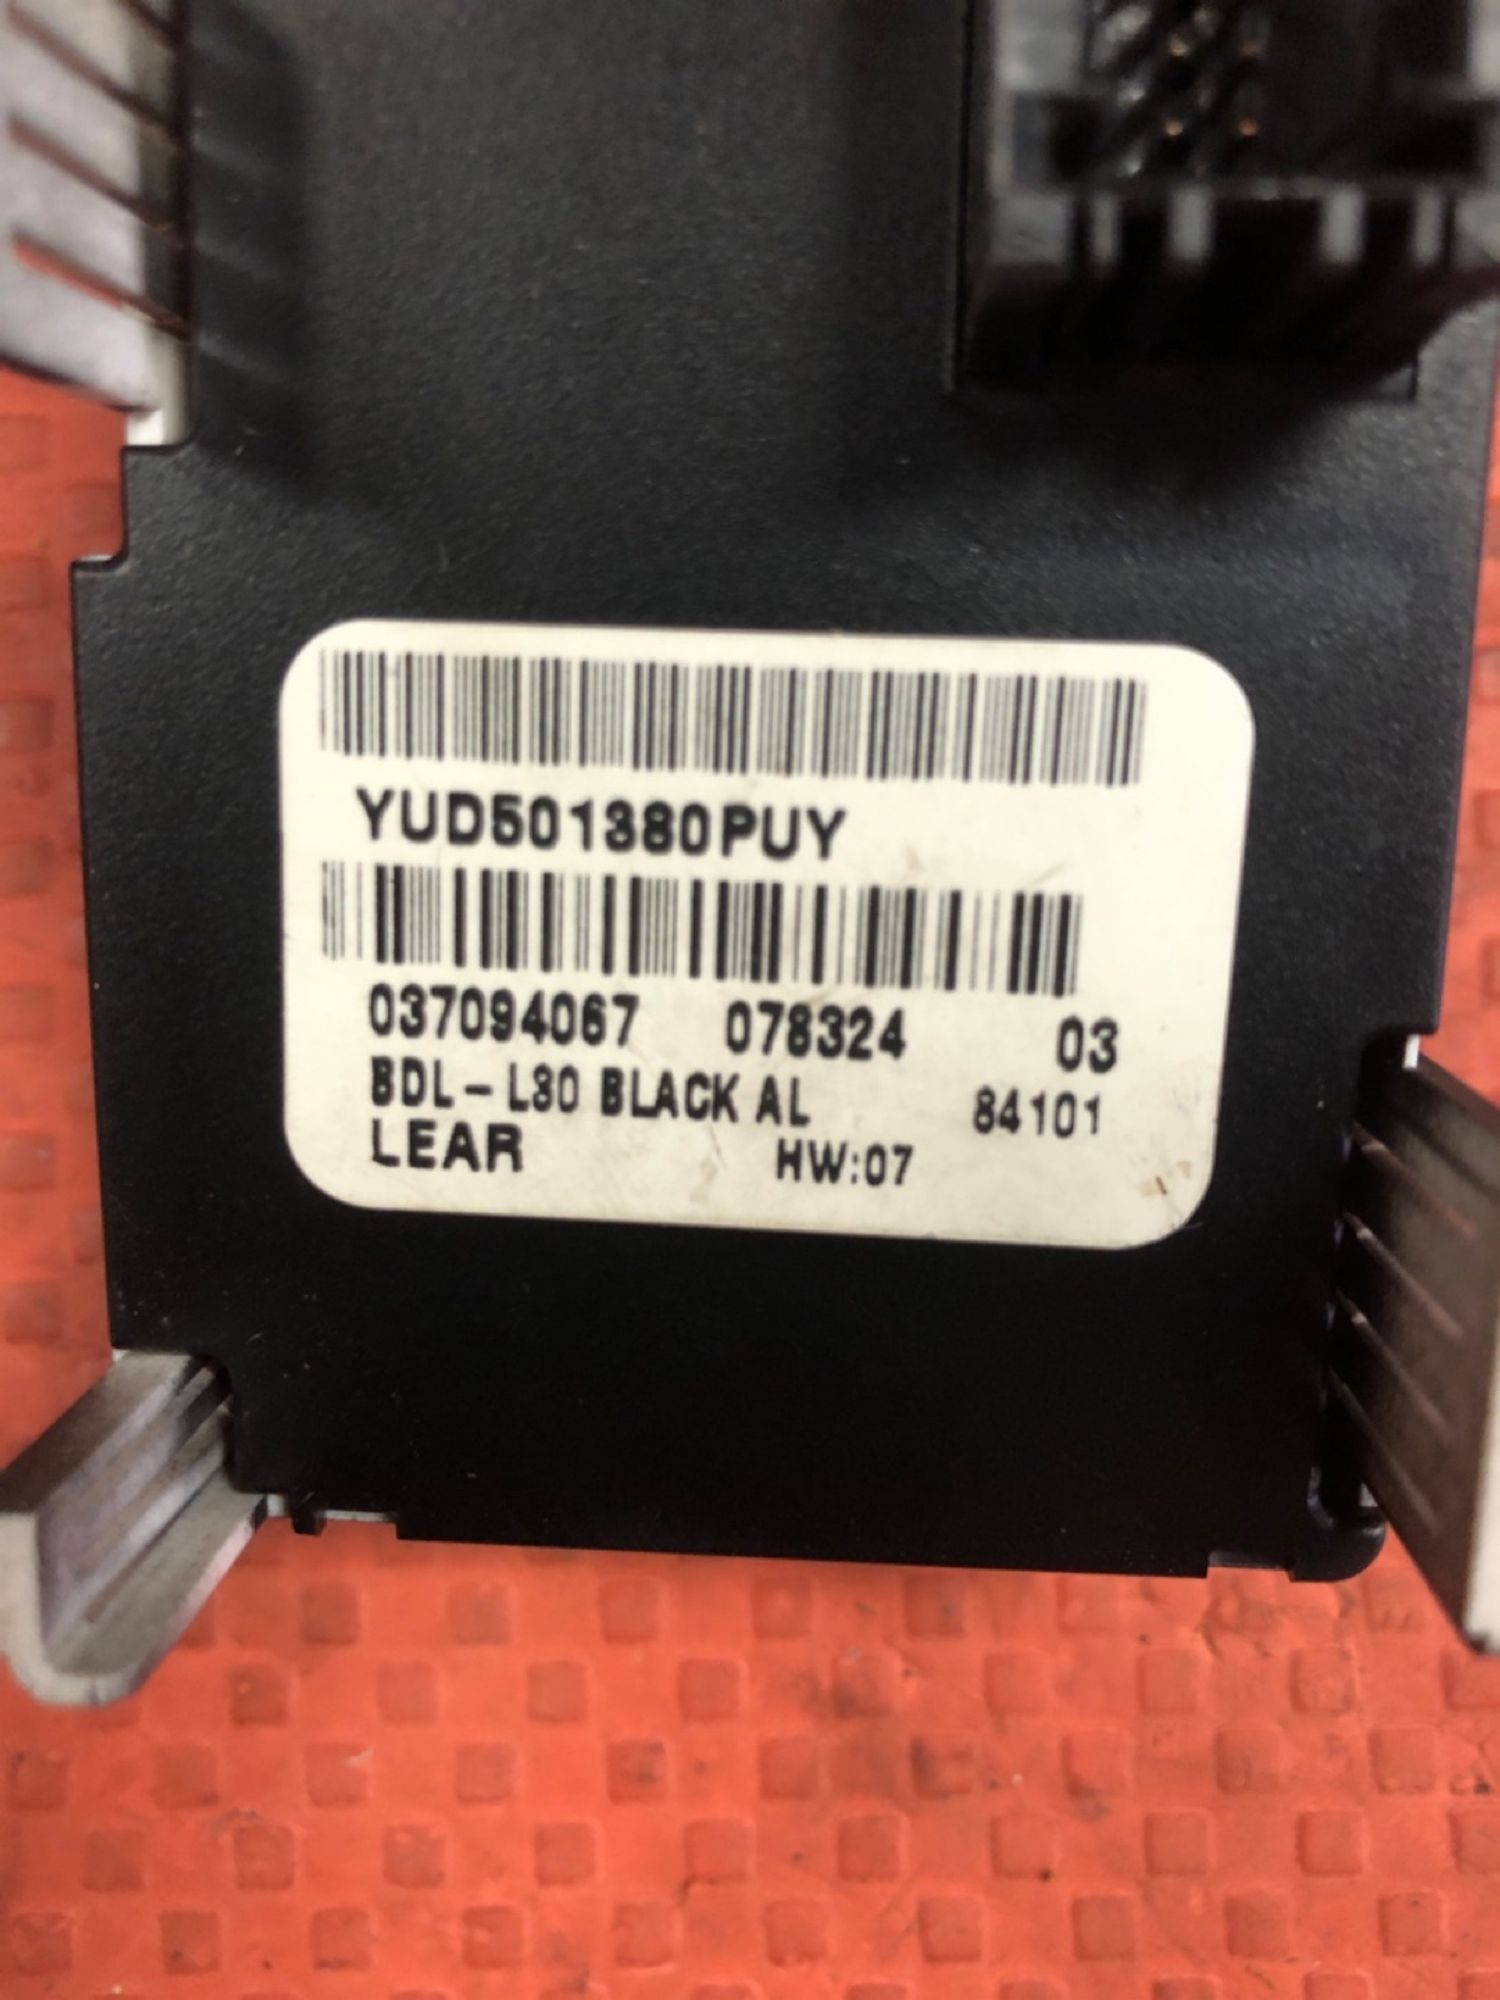 YUD501380PUY
037094067 078324 03
BDL-L30 BLACK AL 84101
LEAR HW:07